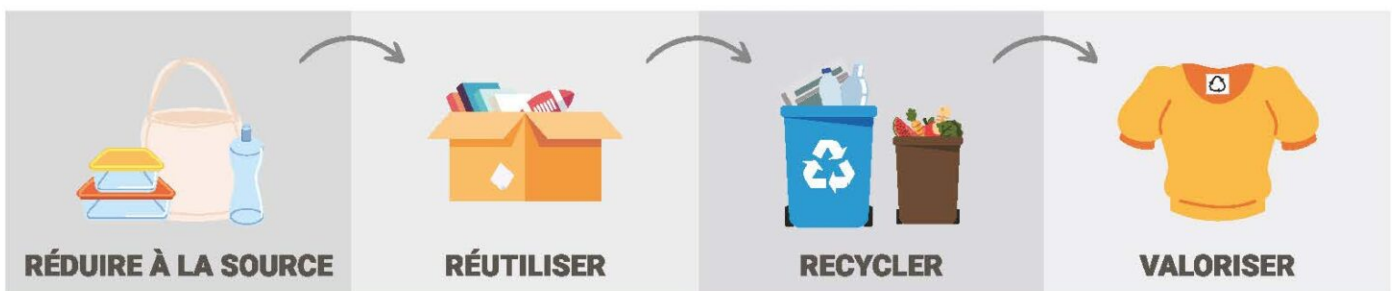 RÉDUIRE À LA SOURCE
RÉUTILISER
RECYCLER
VALORISER